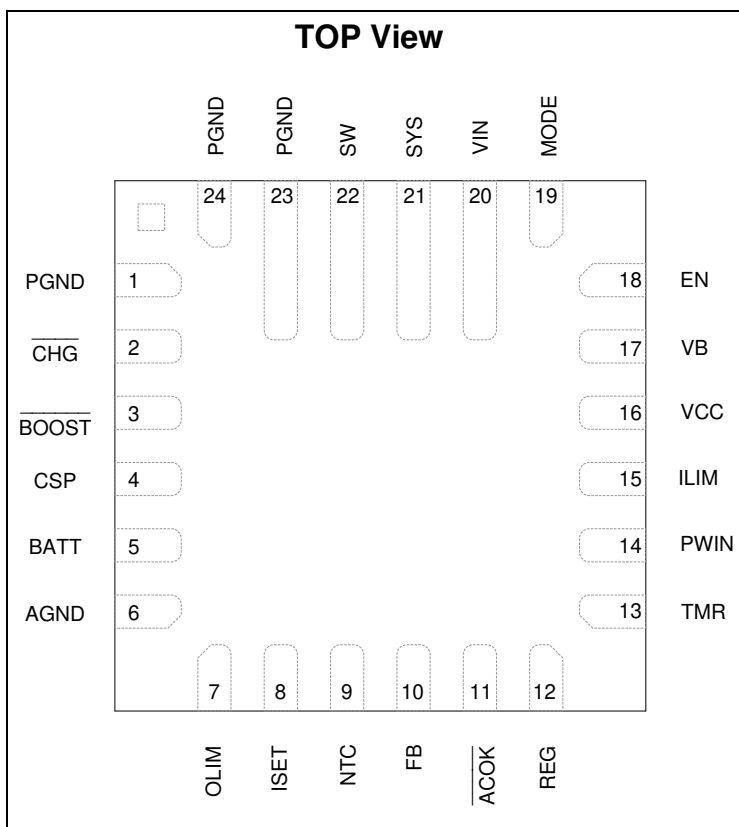 TOP View
PGND PGND SW SYS VIN MODE
24 23 22 21 20 19
PGND 1 18 EN
CHG 2 17 VB
BOOST 3 16 VCC
CSP 4 15 ILIM
BATT 5 14 PWIN
AGND 6 13 TMR
7 8 9 10 11 12
OLIM ISET NTC FB ACOK REG